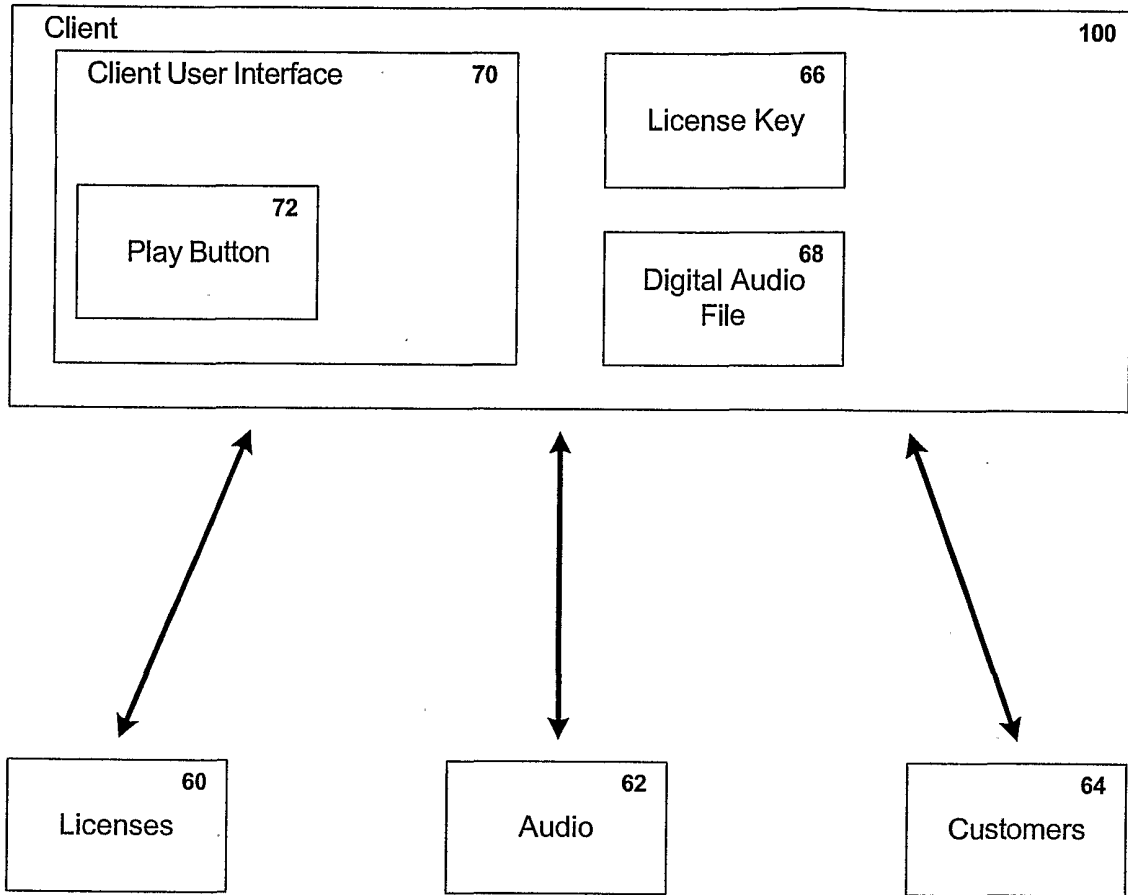 Client
100
Client User Interface
70
72
Play Button
66
License Key
68
Digital Audio
File
60
Licenses
62
Audio
64
Customers